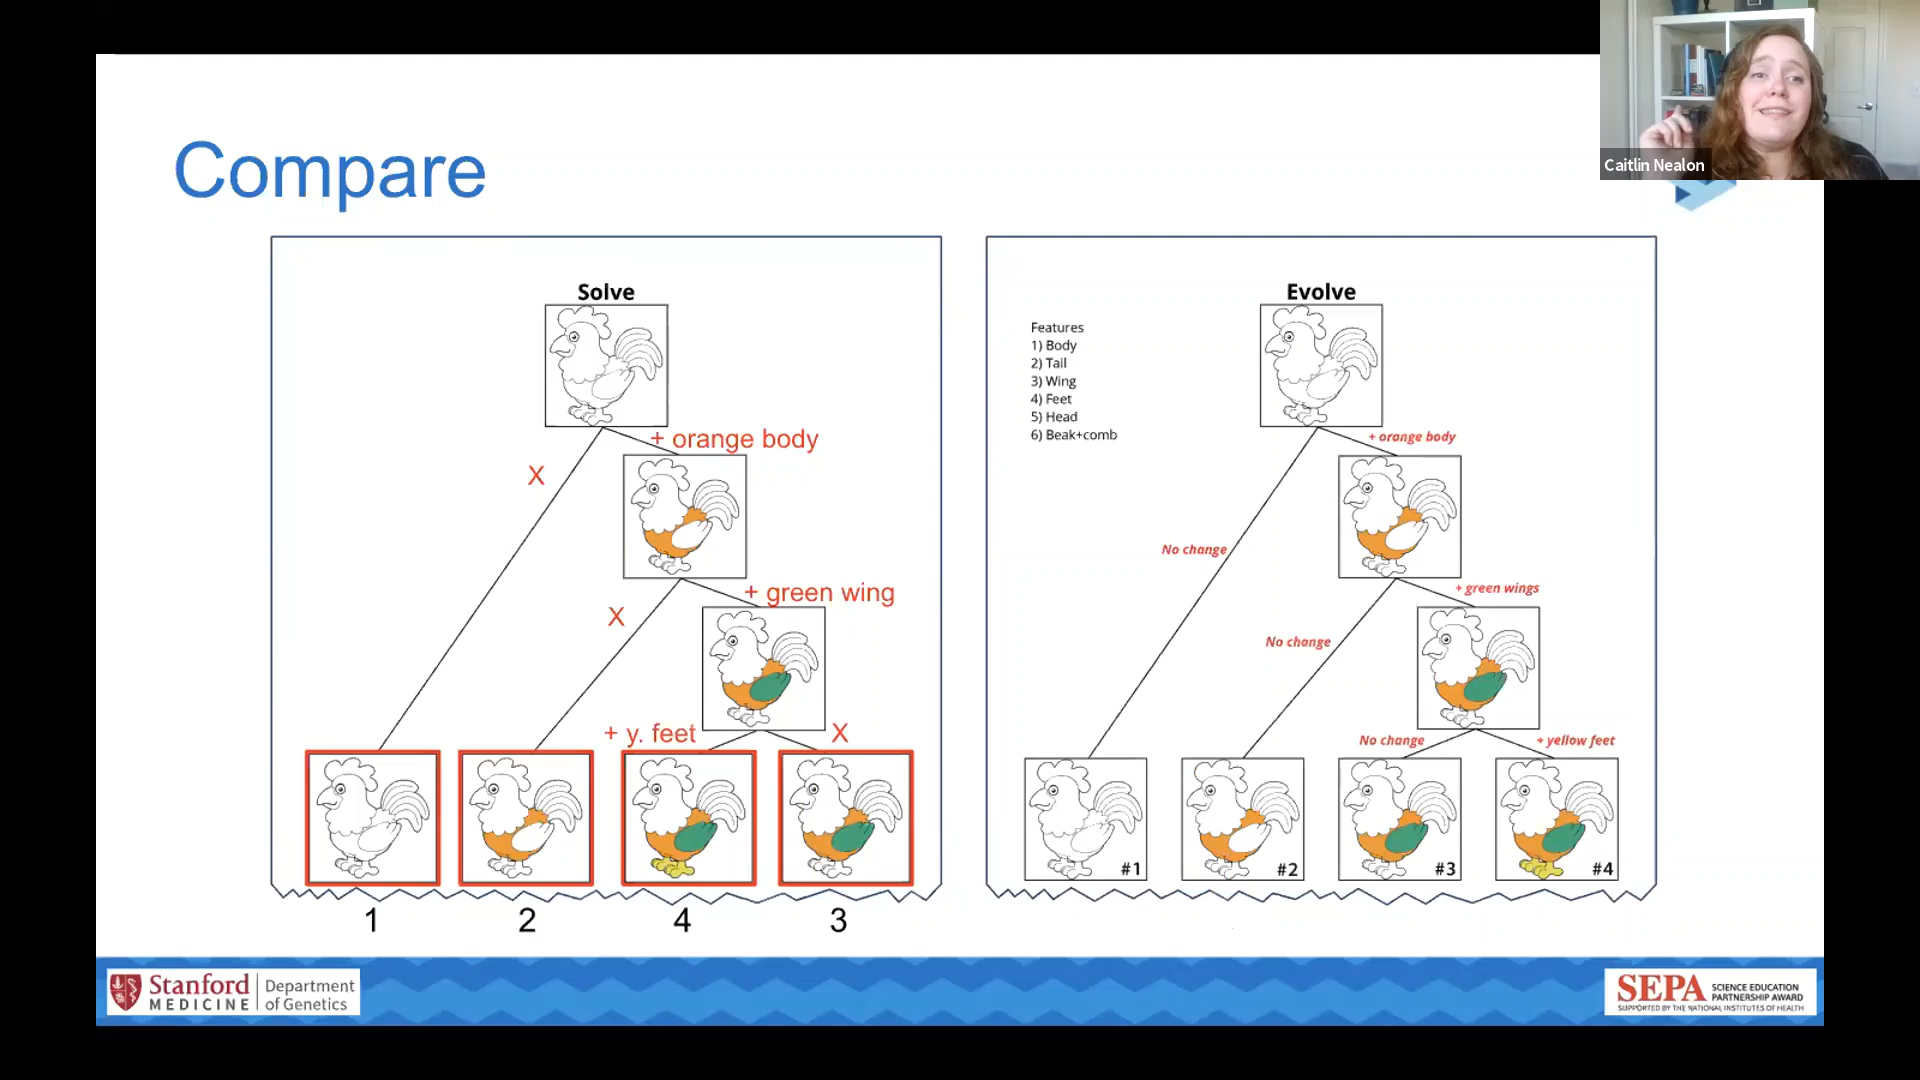 Caitlin Nealon
Compare
Solve
+ orange body
X
+ green wing
X
+ y. feet
X
1
2
4
3
Evolve
Features
1) Body
2) Tail
3) Wing
4) Feet
5) Head
6) Beak+comb
+ orange body
No change
+ green wings
No change
No change
+ yellow feet
#1
#2
#3
#4
Stanford
MEDICINE
Department
of Genetics
SEPA
SCIENCE EDUCATION
PARTNERSHIP AWARD
SUPPORTED BY THE NATIONAL INSTITUTES OF HEALTH